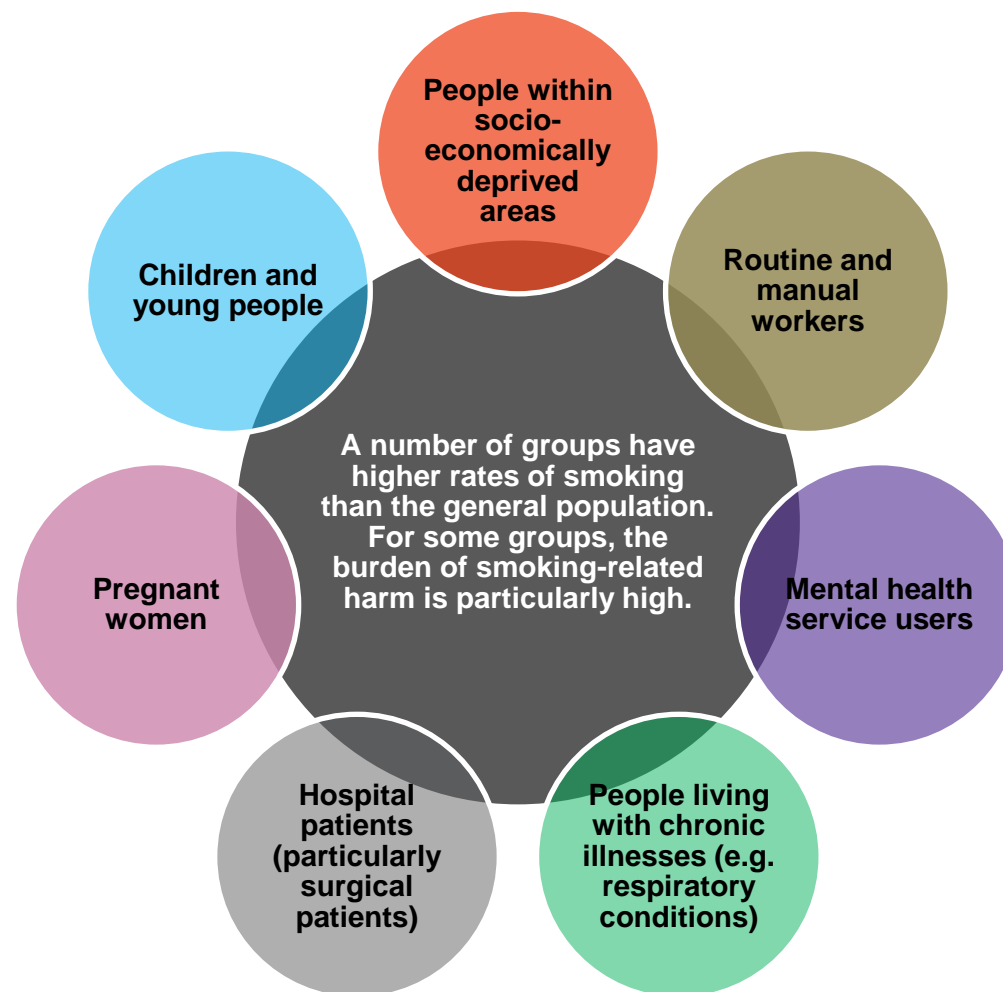 People within
socio-
economically
deprived
areas
Routine and
manual
workers
Mental health
service users
People living
with chronic
illnesses (e.g.
respiratory
conditions)
Hospital
patients
(particularly
surgical
patients)
Pregnant
women
Children and
young people
A number of groups have
higher rates of smoking
than the general population.
For some groups, the
burden of smoking-related
harm is particularly high.